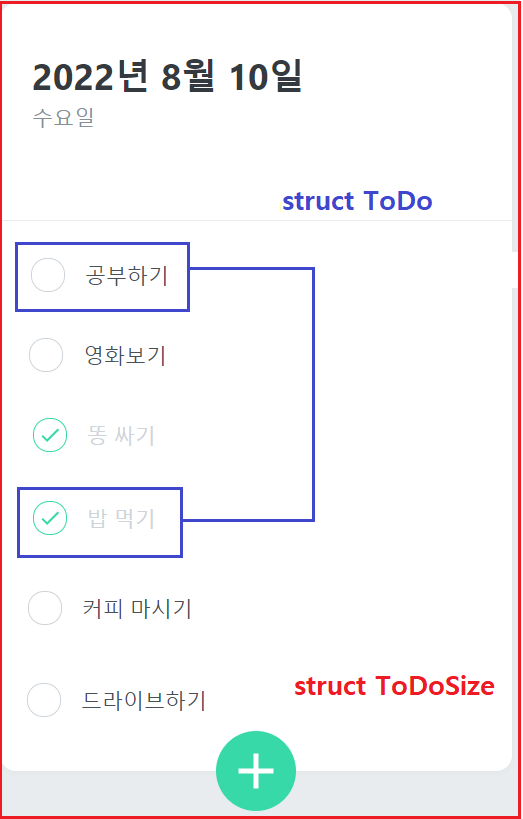 2022년 8월 10일
수요일
struct ToDo
공부하기
영화보기
똥 싸기
밥 먹기
커피 마시기
struct ToDoSize
드라이브하기